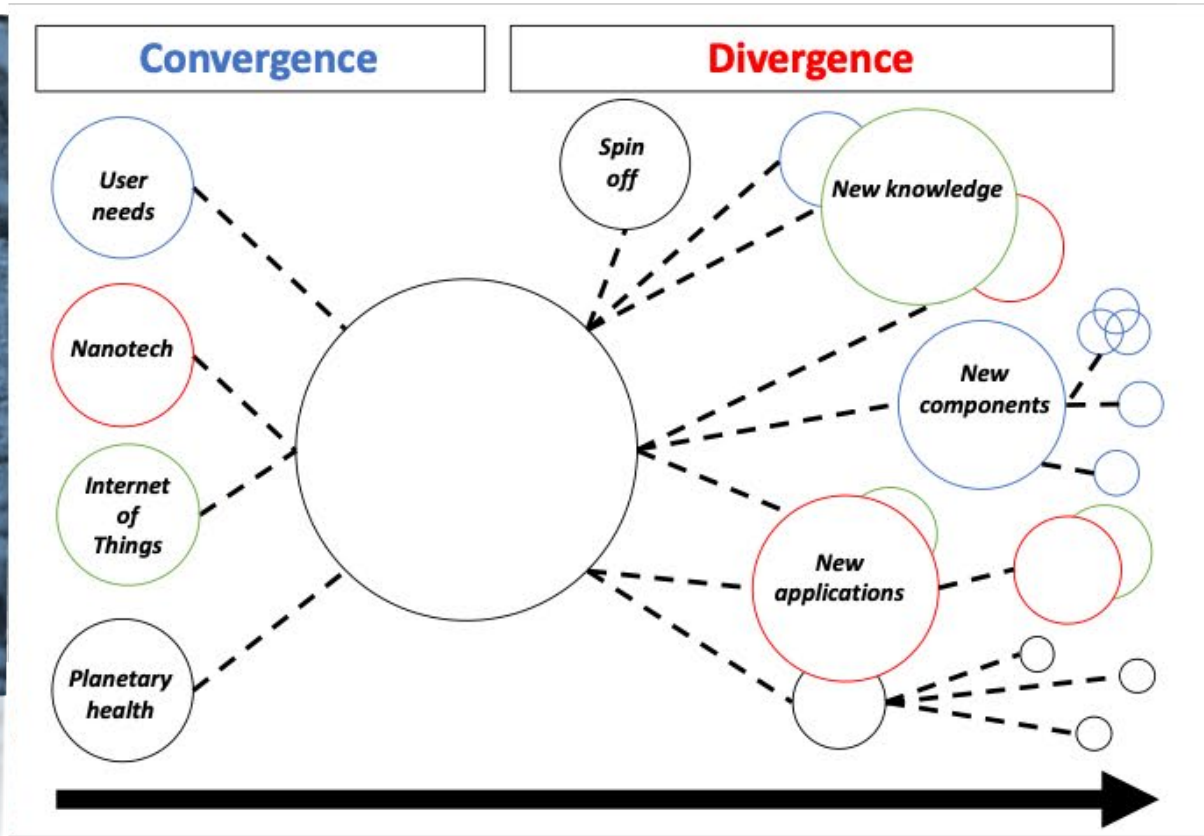 Convergence
Divergence
User
needs
Nanotech
Internet
of
Things
Planetary
health
Spin
off
New knowledge
New
components
New
applications